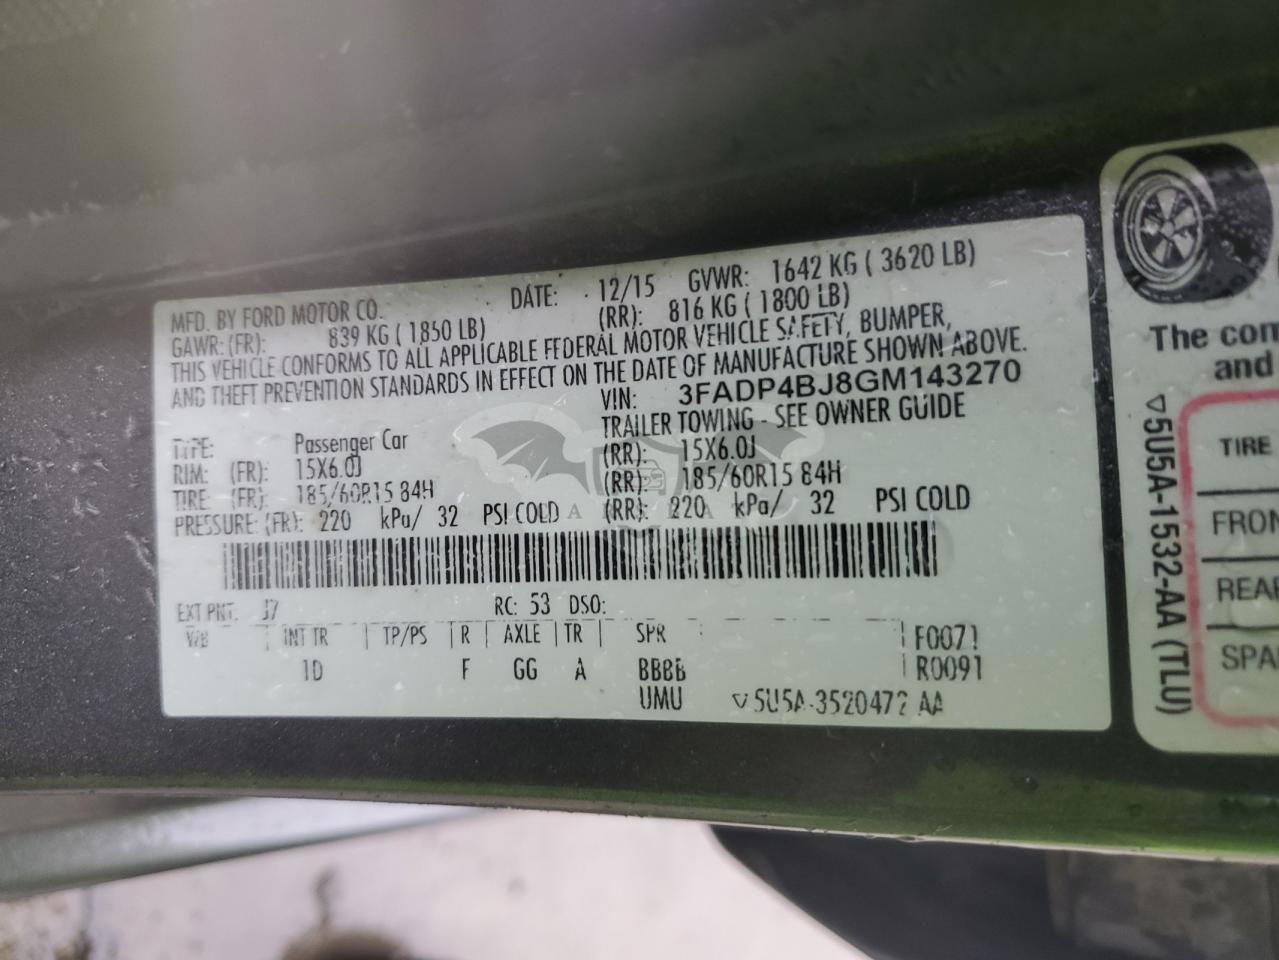 MFD. BY FORD MOTOR CO. DATE: 12/15 GVWR: 1642 KG ( 3620 LB)
GAWR: (FR): 839 KG ( 1850 LB) (RR): 816 KG ( 1800 LB)
THIS VEHICLE CONFORMS TO ALL APPLICABLE FEDERAL MOTOR VEHICLE SAFETY, BUMPER,
AND THEFT PREVENTION STANDARDS IN EFFECT ON THE DATE OF MANUFACTURE SHOWN ABOVE.
VIN: 3FADP4BJ8GM143270
TRAILER TOWING - SEE OWNER GUIDE
TYPE: Passenger Car
RIM: (FR): 15X6.0J (RR): 15X6.0J
TIRE: (FR): 185/60R15 84H (RR): 185/60R15 84H
PRESSURE: (FR): 220 kPa/ 32 PSI COLD (RR): 220 kPa/ 32 PSI COLD
EXT PNT: J7 RC: 53 DSO:
WB | INT TR | TP/PS | R | AXLE | TR | SPR | F0071
1D F GG A BBBB | R0091
UMU ▽5U5A-3520472 AA
The
and
▽5U5A-1532-AA (TLU)
TIRE